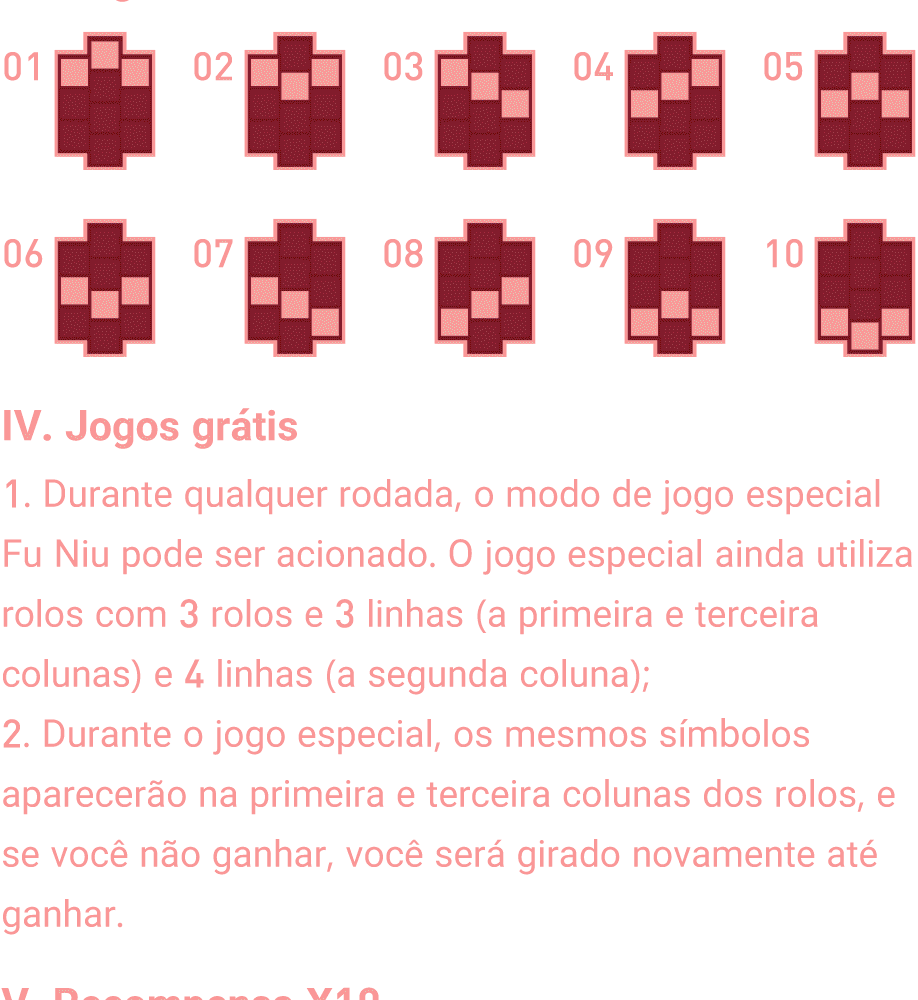 01 02 03 04 05
06 07 08 09 10
IV. Jogos grátis
1. Durante qualquer rodada, o modo de jogo especial
Fu Niu pode ser acionado. O jogo especial ainda utiliza
rolos com 3 rolos e 3 linhas (a primeira e terceira
colunas) e 4 linhas (a segunda coluna);
2. Durante o jogo especial, os mesmos símbolos
aparecerão na primeira e terceira colunas dos rolos, e
se você não ganhar, você será girado novamente até
ganhar.
V. Recompensa X10